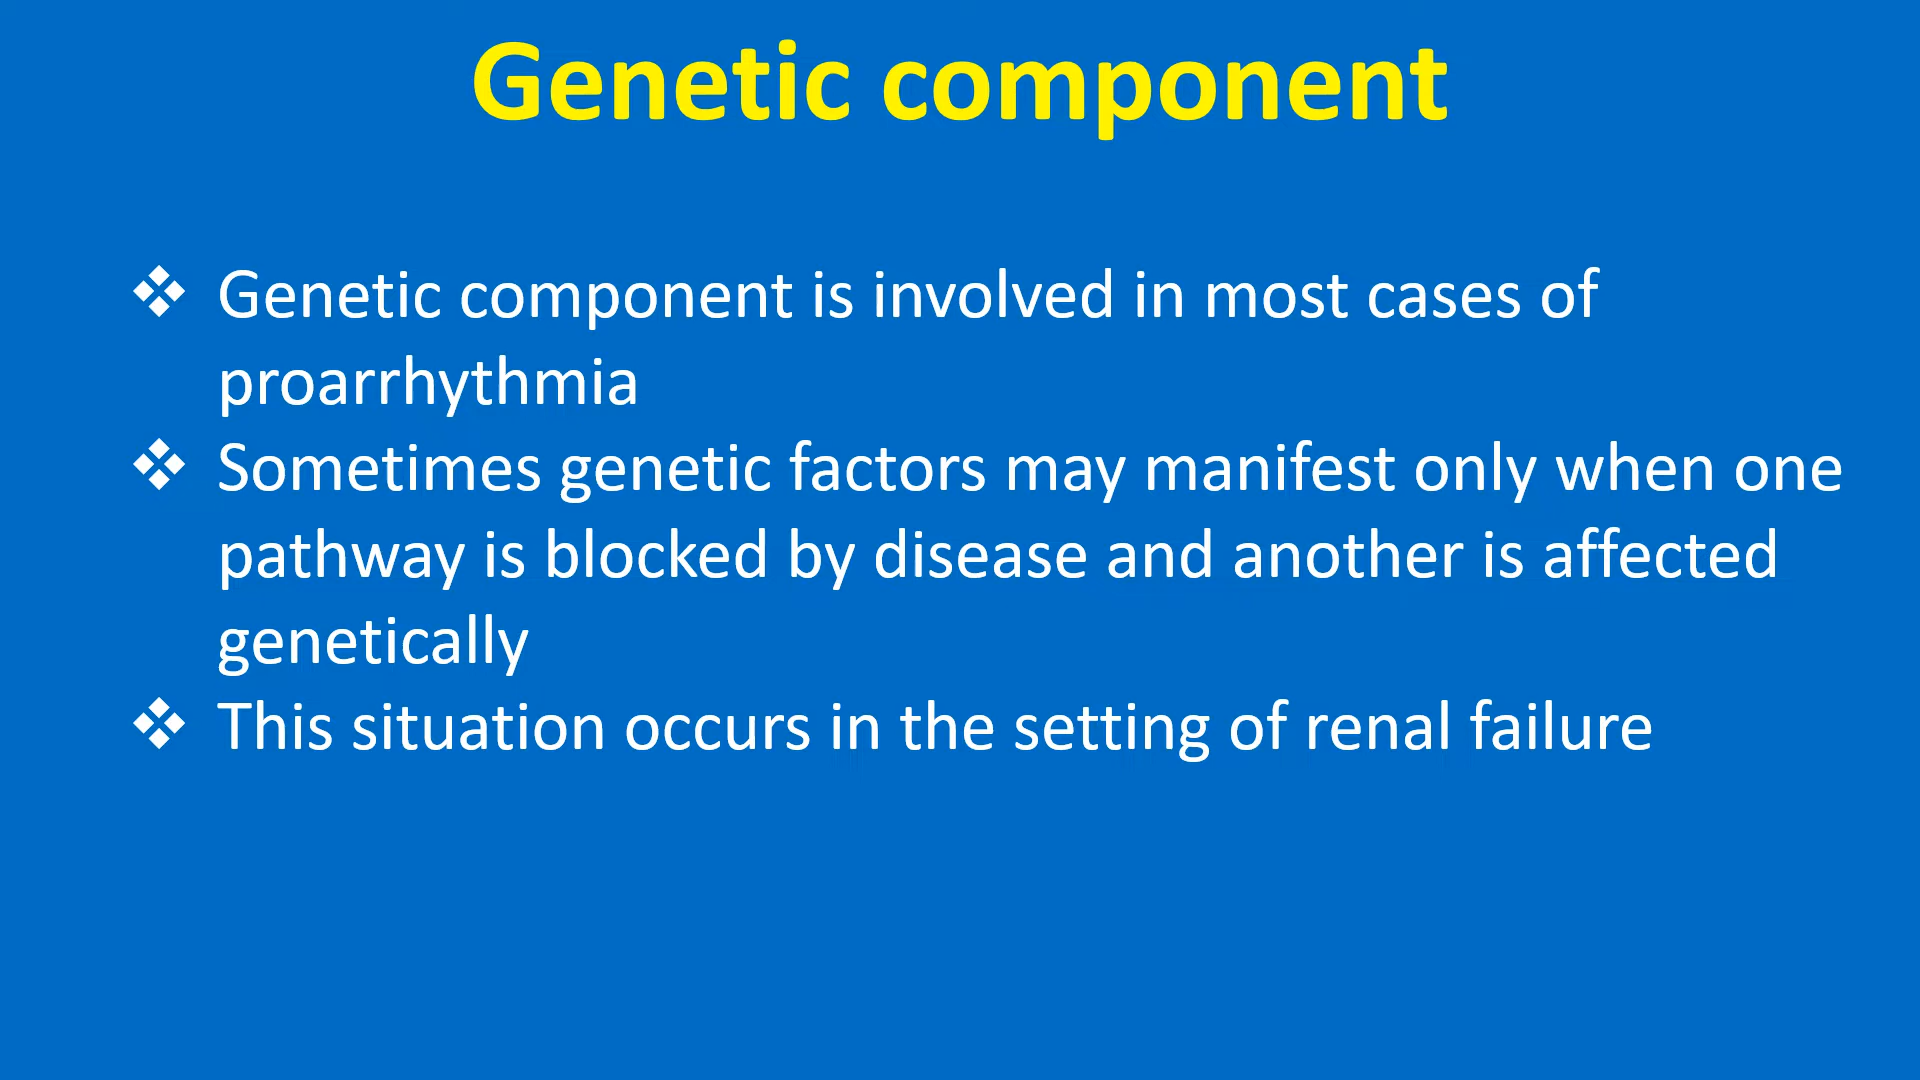 Genetic component
❖ Genetic component is involved in most cases of
proarrhythmia
❖ Sometimes genetic factors may manifest only when one
pathway is blocked by disease and another is affected
genetically
❖ This situation occurs in the setting of renal failure